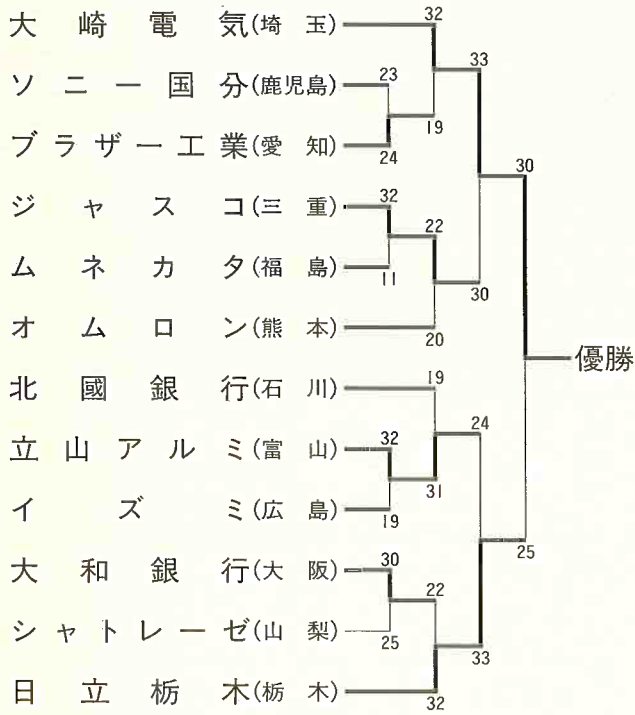 大崎電気(埼玉)
32
33
ソニー国分(鹿児島)
23
19
ブラザー工業(愛知)
24
30
ジャスコ(三重)
32
22
ムネカタ(福島)
11
30
オムロン(熊本)
20
優勝
北國銀行(石川)
19
24
立山アルミ(富山)
32
31
イズミ(広島)
19
25
大和銀行(大阪)
30
22
シャトレーゼ(山梨)
25
33
日立栃木(栃木)
32